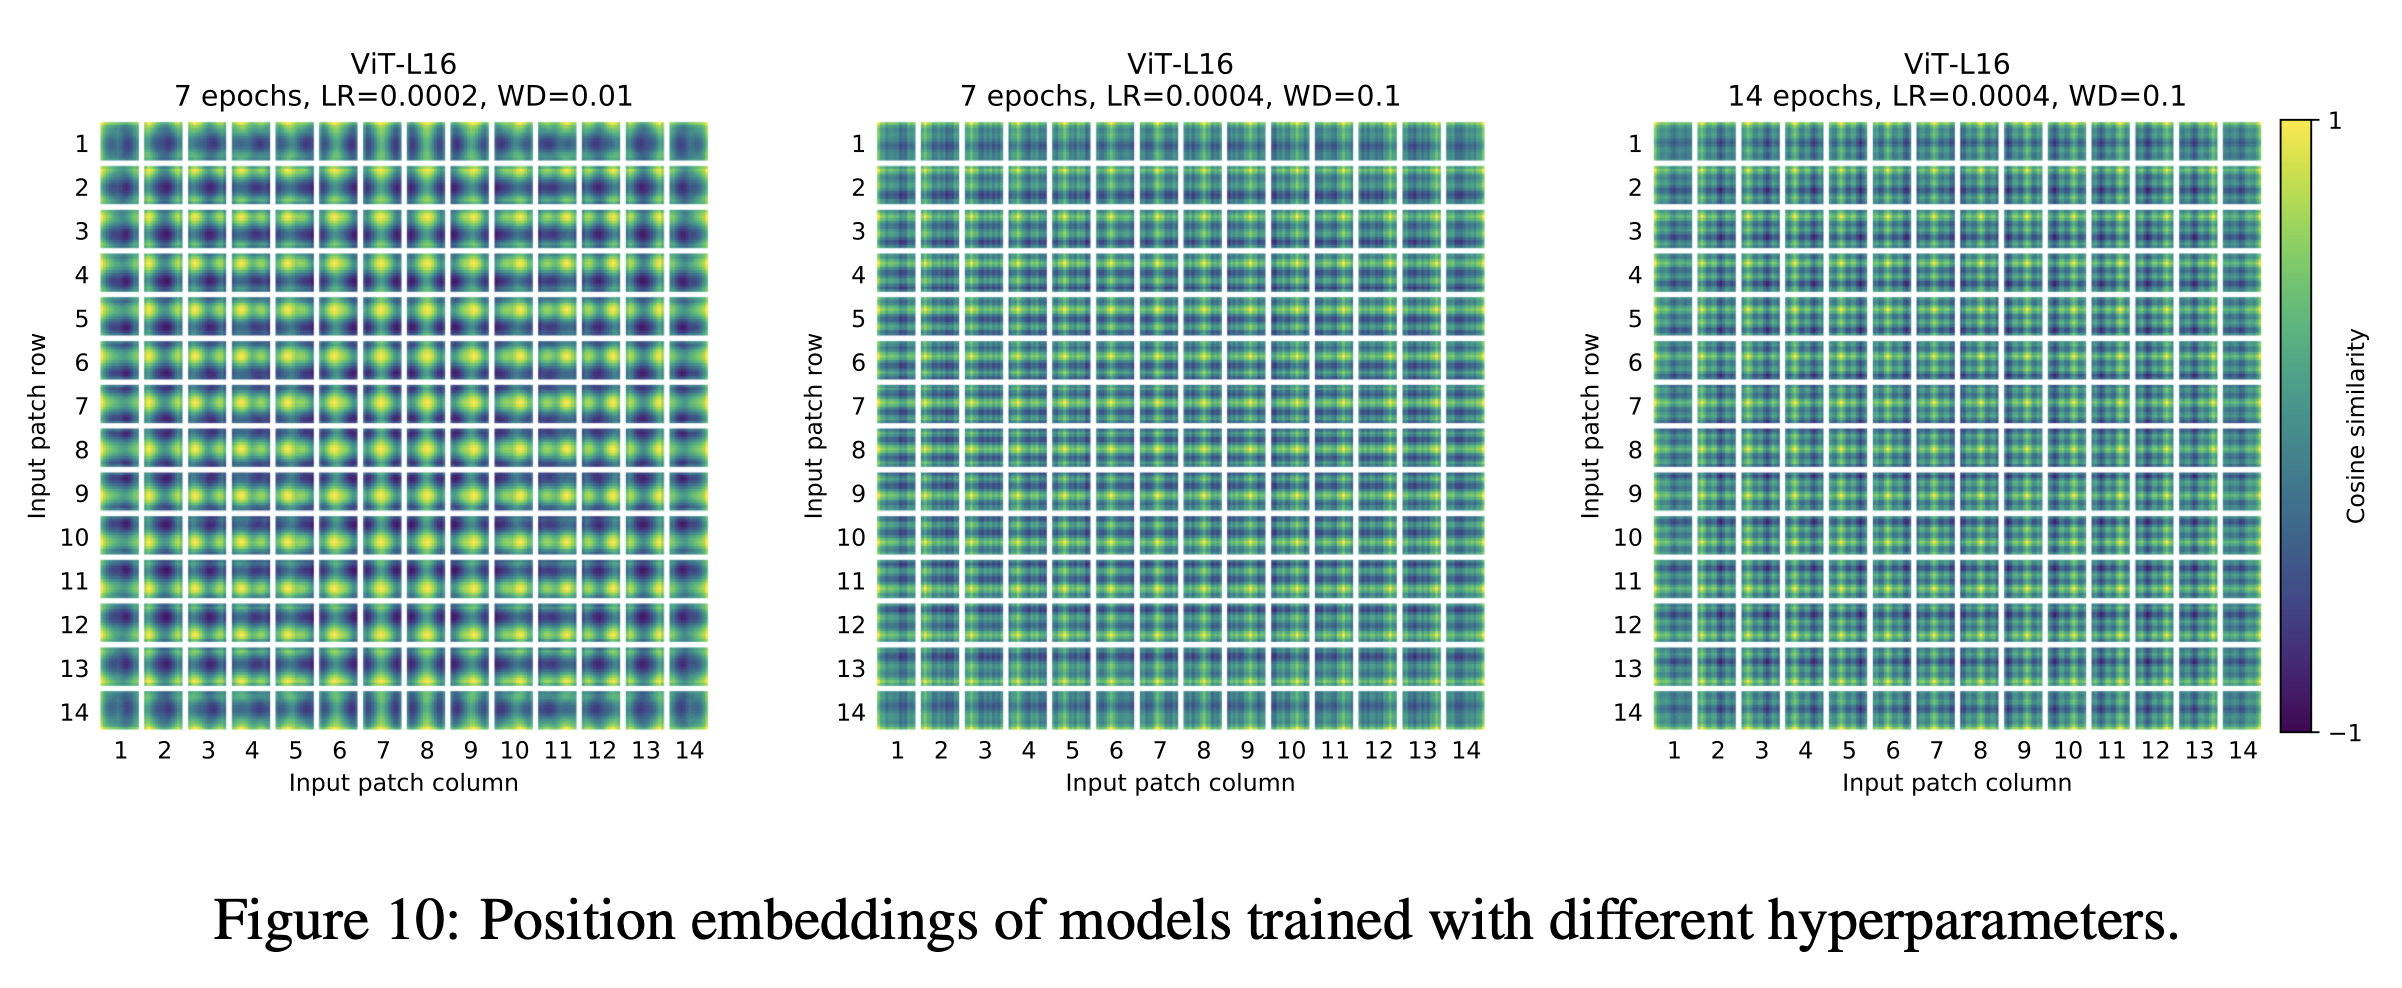 ViT-L16
7 epochs, LR=0.0002, WD=0.01
Input patch row
1
2
3
4
5
6
7
8
9
10
11
12
13
14
1 2 3 4 5 6 7 8 9 10 11 12 13 14
Input patch column
ViT-L16
7 epochs, LR=0.0004, WD=0.1
Input patch row
1
2
3
4
5
6
7
8
9
10
11
12
13
14
1 2 3 4 5 6 7 8 9 10 11 12 13 14
Input patch column
ViT-L16
14 epochs, LR=0.0004, WD=0.1
Input patch row
1
2
3
4
5
6
7
8
9
10
11
12
13
14
1 2 3 4 5 6 7 8 9 10 11 12 13 14
Input patch column
1
Cosine similarity
−1
Figure 10: Position embeddings of models trained with different hyperparameters.